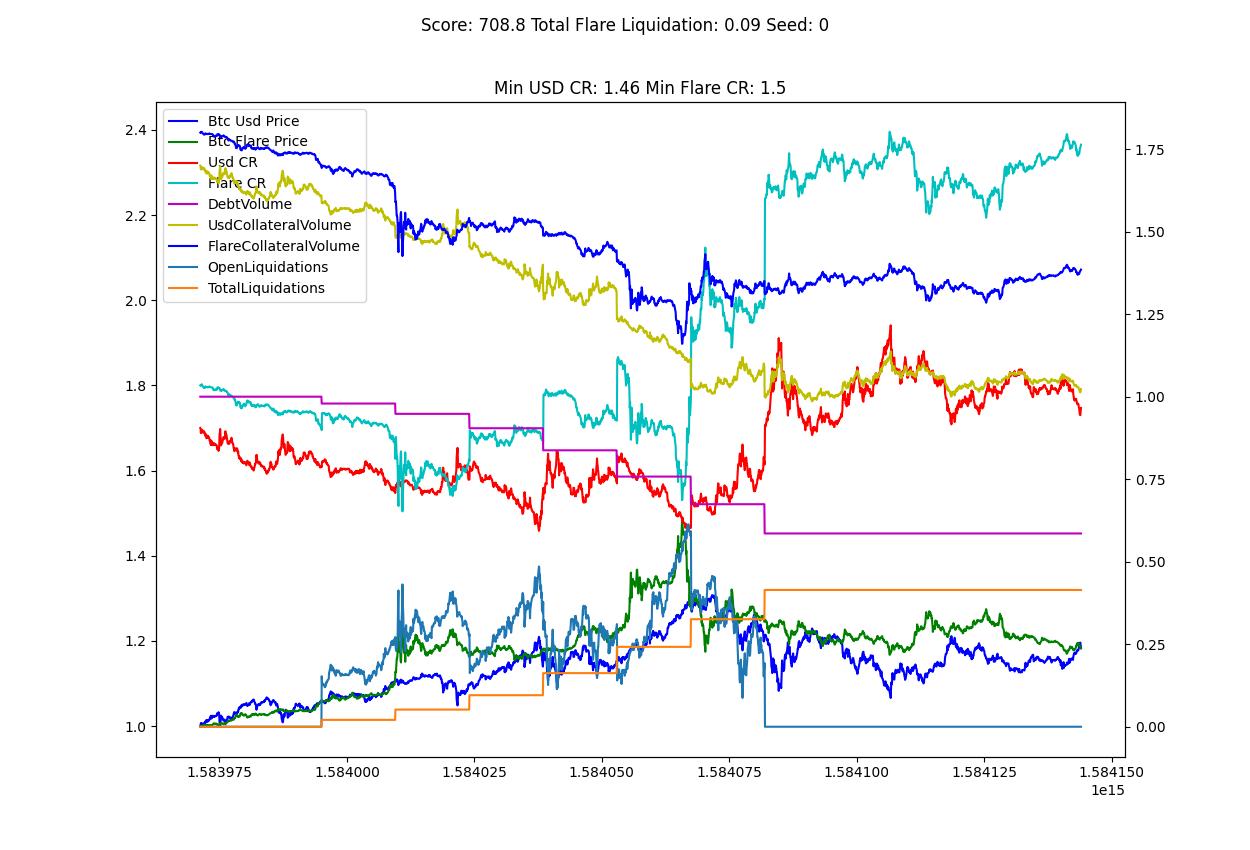 Score: 708.8 Total Flare Liquidation: 0.09 Seed: 0
Min USD CR: 1.46 Min Flare CR: 1.5
Btc Usd Price
Btc Flare Price
Usd CR
Flare CR
DebtVolume
UsdCollateralVolume
FlareCollateralVolume
OpenLiquidations
TotalLiquidations
2.4
2.2
2.0
1.8
1.6
1.4
1.2
1.0
1.75
1.50
1.25
1.00
0.75
0.50
0.25
0.00
1.583975 1.584000 1.584025 1.584050 1.584075 1.584100 1.584125 1.584150
1e15